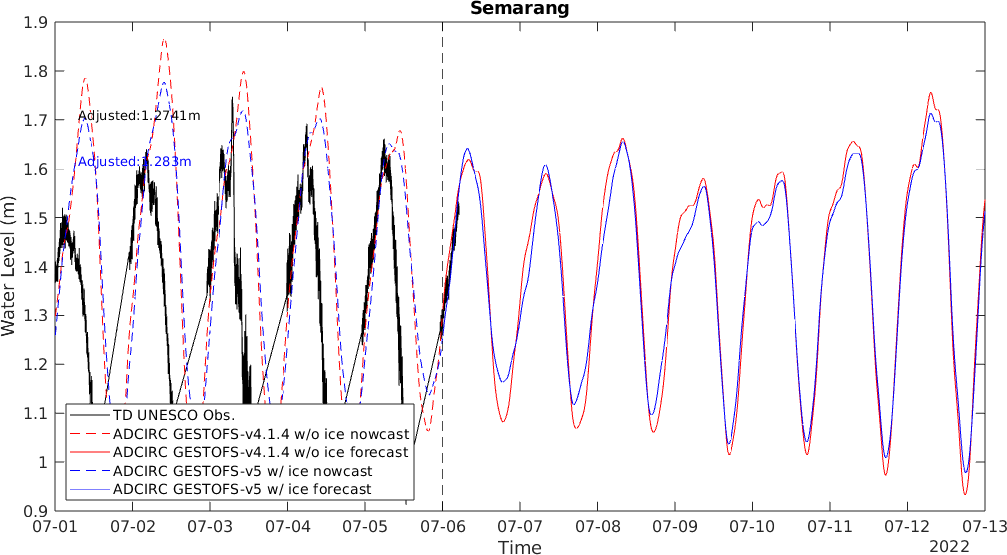 Semarang
1.9
1.8
1.7
1.6
1.5
1.4
1.3
1.2
1.1
1
0.9
Water Level (m)
Adjusted:1.2741m
Adjusted:1.283m
TD UNESCO Obs.
ADCIRC GESTOFS-v4.1.4 w/o ice nowcast
ADCIRC GESTOFS-v4.1.4 w/o ice forecast
ADCIRC GESTOFS-v5 w/ ice nowcast
ADCIRC GESTOFS-v5 w/ ice forecast
07-01 07-02 07-03 07-04 07-05 07-06 07-07 07-08 07-09 07-10 07-11 07-12 07-13
Time
2022